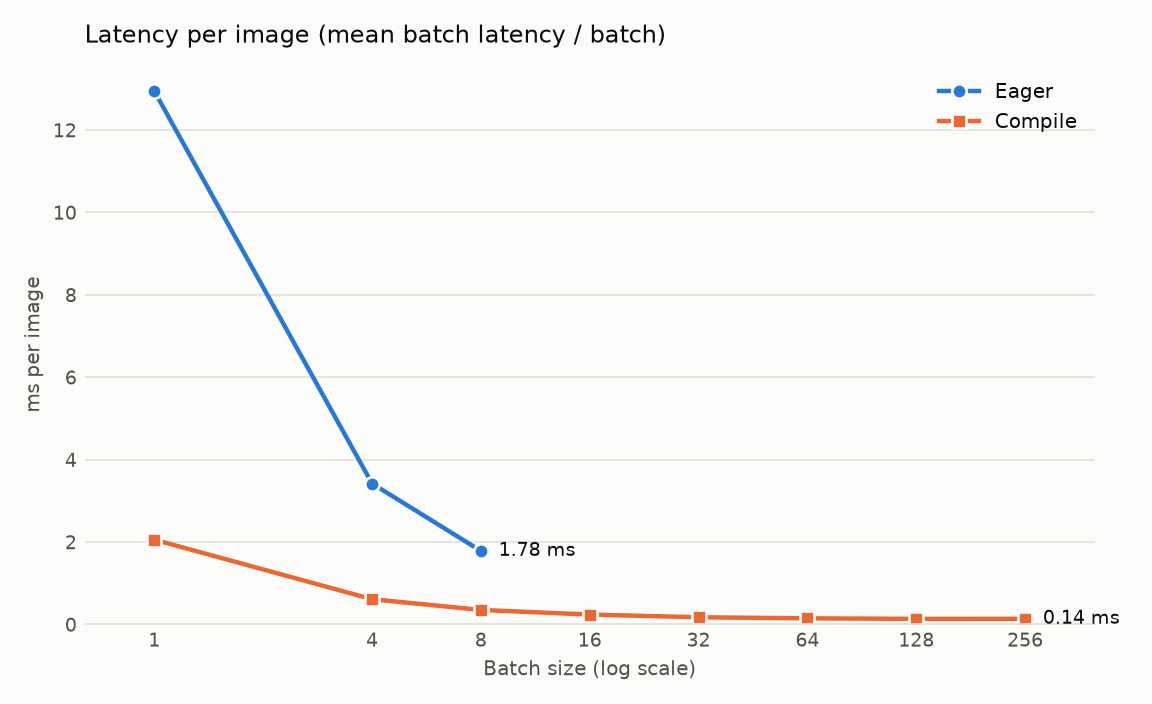 Latency per image (mean batch latency / batch)
Eager
Compile
12
10
8
6
4
2
0
ms per image
1.78 ms
0.14 ms
1 4 8 16 32 64 128 256
Batch size (log scale)